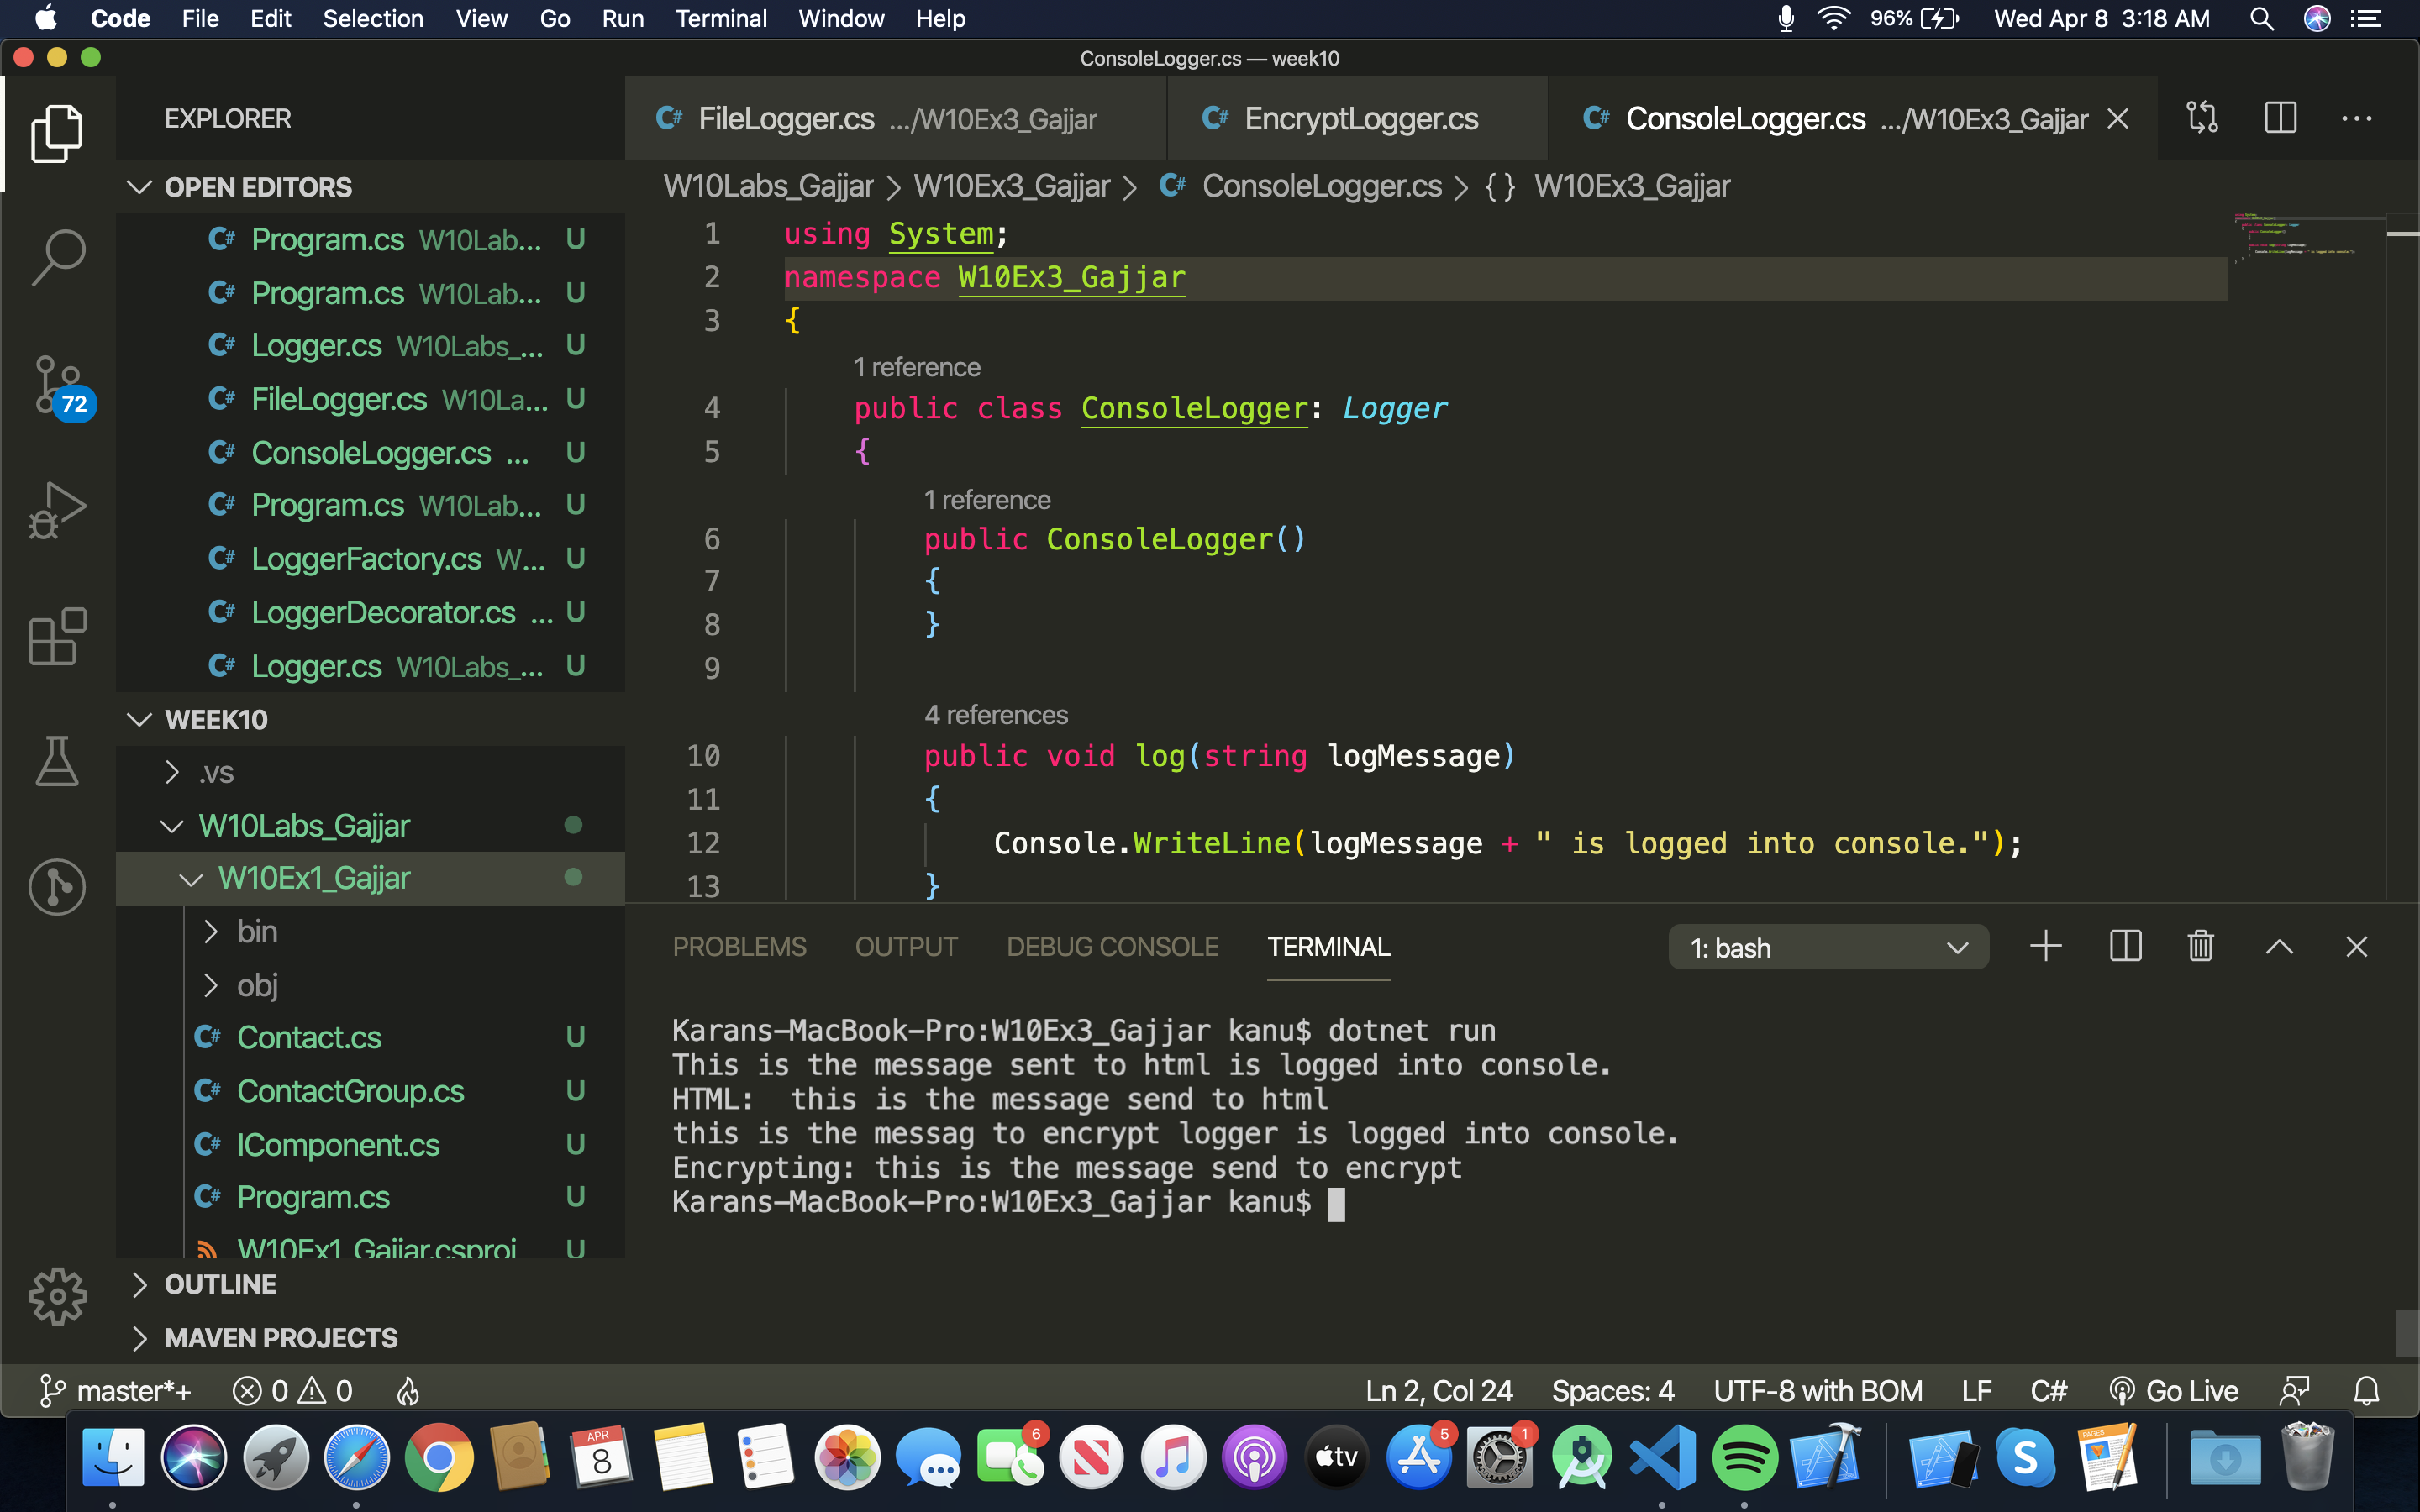 Code File Edit Selection View Go Run Terminal Window Help 96% Wed Apr 8 3:18 AM
ConsoleLogger.cs — week10
EXPLORER
FileLogger.cs .../W10Ex3_Gajjar
EncryptLogger.cs
ConsoleLogger.cs .../W10Ex3_Gajjar
OPEN EDITORS
C# Program.cs W10Lab... U
C# Program.cs W10Lab... U
C# Logger.cs W10Labs_... U
C# FileLogger.cs W10La... U
C# ConsoleLogger.cs ... U
C# Program.cs W10Lab... U
C# LoggerFactory.cs W... U
C# LoggerDecorator.cs ... U
C# Logger.cs W10Labs_... U
72
WEEK10
.vs
W10Labs_Gajjar
W10Ex1_Gajjar
bin
obj
C# Contact.cs U
C# ContactGroup.cs U
C# IComponent.cs U
C# Program.cs U
W10Ex1_Gajjar.csproj U
OUTLINE
MAVEN PROJECTS
W10Labs_Gajjar > W10Ex3_Gajjar > C# ConsoleLogger.cs > {} W10Ex3_Gajjar
1 using System;
2 namespace W10Ex3_Gajjar
3 {
1 reference
4 public class ConsoleLogger: Logger
5 {
1 reference
6 public ConsoleLogger()
7 {
8 }
9
4 references
10 public void log(string logMessage)
11 {
12 Console.WriteLine(logMessage + " is logged into console.");
13 }
PROBLEMS OUTPUT DEBUG CONSOLE TERMINAL 1: bash
Karans-MacBook-Pro:W10Ex3_Gajjar kanu$ dotnet run
This is the message sent to html is logged into console.
HTML:  this is the message send to html
this is the messag to encrypt logger is logged into console.
Encrypting: this is the message send to encrypt
Karans-MacBook-Pro:W10Ex3_Gajjar kanu$
master*+ 0 0 Ln 2, Col 24 Spaces: 4 UTF-8 with BOM LF C# Go Live
APR
8
6
tv
5
1
S
PAGES